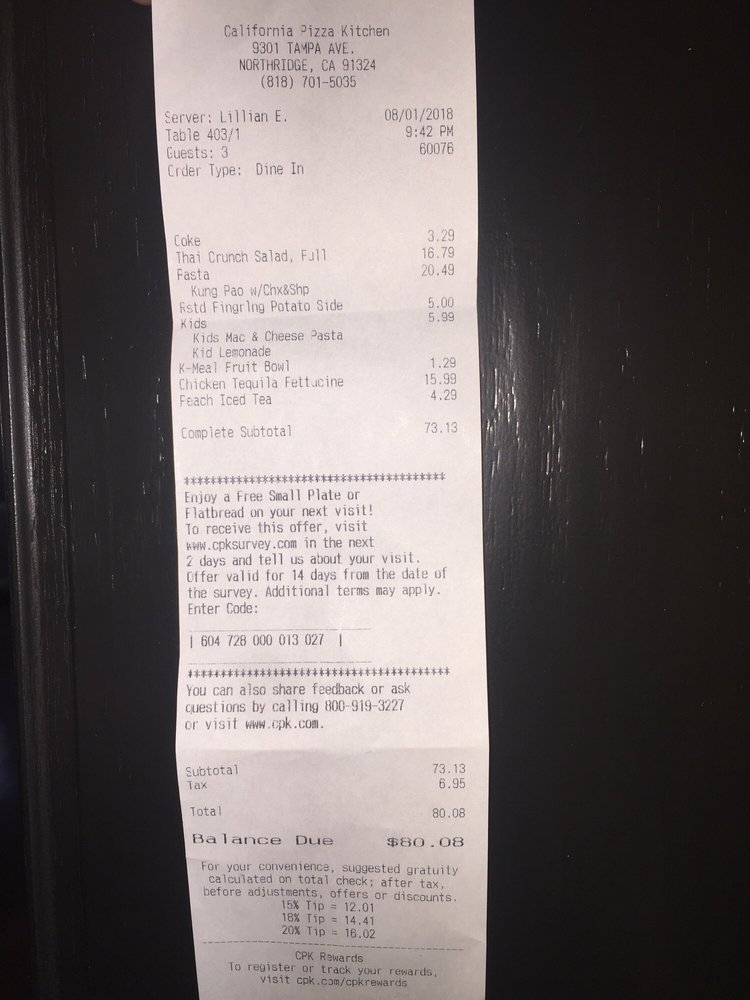 California Pizza Kitchen
9301 TAMPA AVE.
NORTHRIDGE, CA 91324
(818) 701-5035
Server: Lillian E. 08/01/2018
Table 403/1 9:42 PM
Guests: 3 60076
Order Type: Dine In
Coke 3.29
Thai Crunch Salad, Full 16.79
Pasta 20.49
Kung Pao w/Chx&Shp
Rstd Fingrlng Potato Side 5.00
Kids 5.99
Kids Mac & Cheese Pasta
Kid Lemonade
K-Meal Fruit Bowl 1.29
Chicken Tequila Fettucine 15.99
Peach Iced Tea 4.29
Complete Subtotal 73.13
****************************************
Enjoy a Free Small Plate or
Flatbread on your next visit!
To receive this offer, visit
www.cpksurvey.com in the next
2 days and tell us about your visit.
Offer valid for 14 days from the date of
the survey. Additional terms may apply.
Enter Code:
| 604 728 000 013 027 |
****************************************
You can also share feedback or ask
questions by calling 800-919-3227
or visit www.cpk.com.
Subtotal 73.13
Tax 6.95
Total 80.08
Balance Due $80.08
For your convenience, suggested gratuity
calculated on total check; after tax,
before adjustments, offers or discounts.
15% Tip = 12.01
18% Tip = 14.41
20% Tip = 16.02
CPK Rewards
To register or track your rewards,
visit cpk.com/cpkrewards